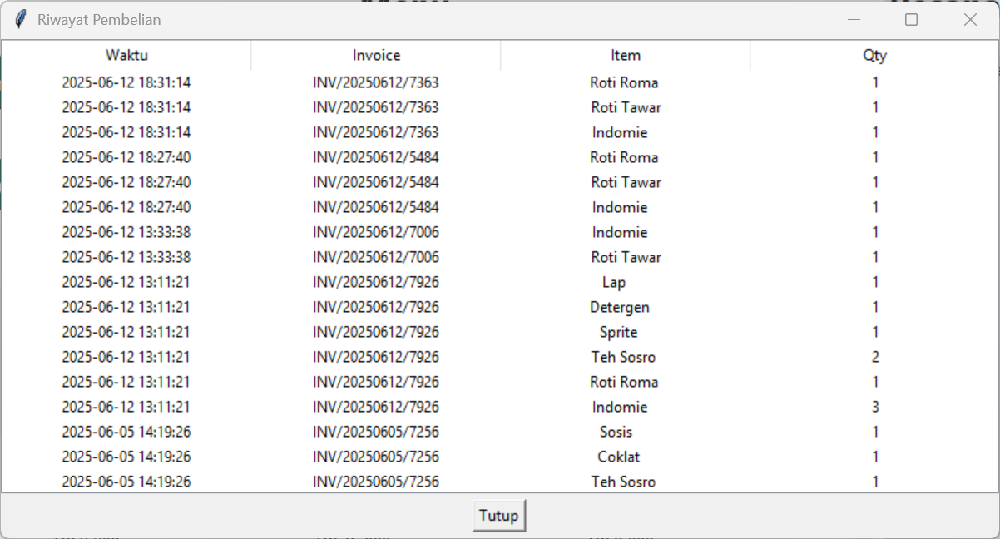 Riwayat Pembelian
Waktu Invoice Item Qty
2025-06-12 18:31:14 INV/20250612/7363 Roti Roma 1
2025-06-12 18:31:14 INV/20250612/7363 Roti Tawar 1
2025-06-12 18:31:14 INV/20250612/7363 Indomie 1
2025-06-12 18:27:40 INV/20250612/5484 Roti Roma 1
2025-06-12 18:27:40 INV/20250612/5484 Roti Tawar 1
2025-06-12 18:27:40 INV/20250612/5484 Indomie 1
2025-06-12 13:33:38 INV/20250612/7006 Indomie 1
2025-06-12 13:33:38 INV/20250612/7006 Roti Tawar 1
2025-06-12 13:11:21 INV/20250612/7926 Lap 1
2025-06-12 13:11:21 INV/20250612/7926 Detergen 1
2025-06-12 13:11:21 INV/20250612/7926 Sprite 1
2025-06-12 13:11:21 INV/20250612/7926 Teh Sosro 2
2025-06-12 13:11:21 INV/20250612/7926 Roti Roma 1
2025-06-12 13:11:21 INV/20250612/7926 Indomie 3
2025-06-05 14:19:26 INV/20250605/7256 Sosis 1
2025-06-05 14:19:26 INV/20250605/7256 Coklat 1
2025-06-05 14:19:26 INV/20250605/7256 Teh Sosro 1
Tutup